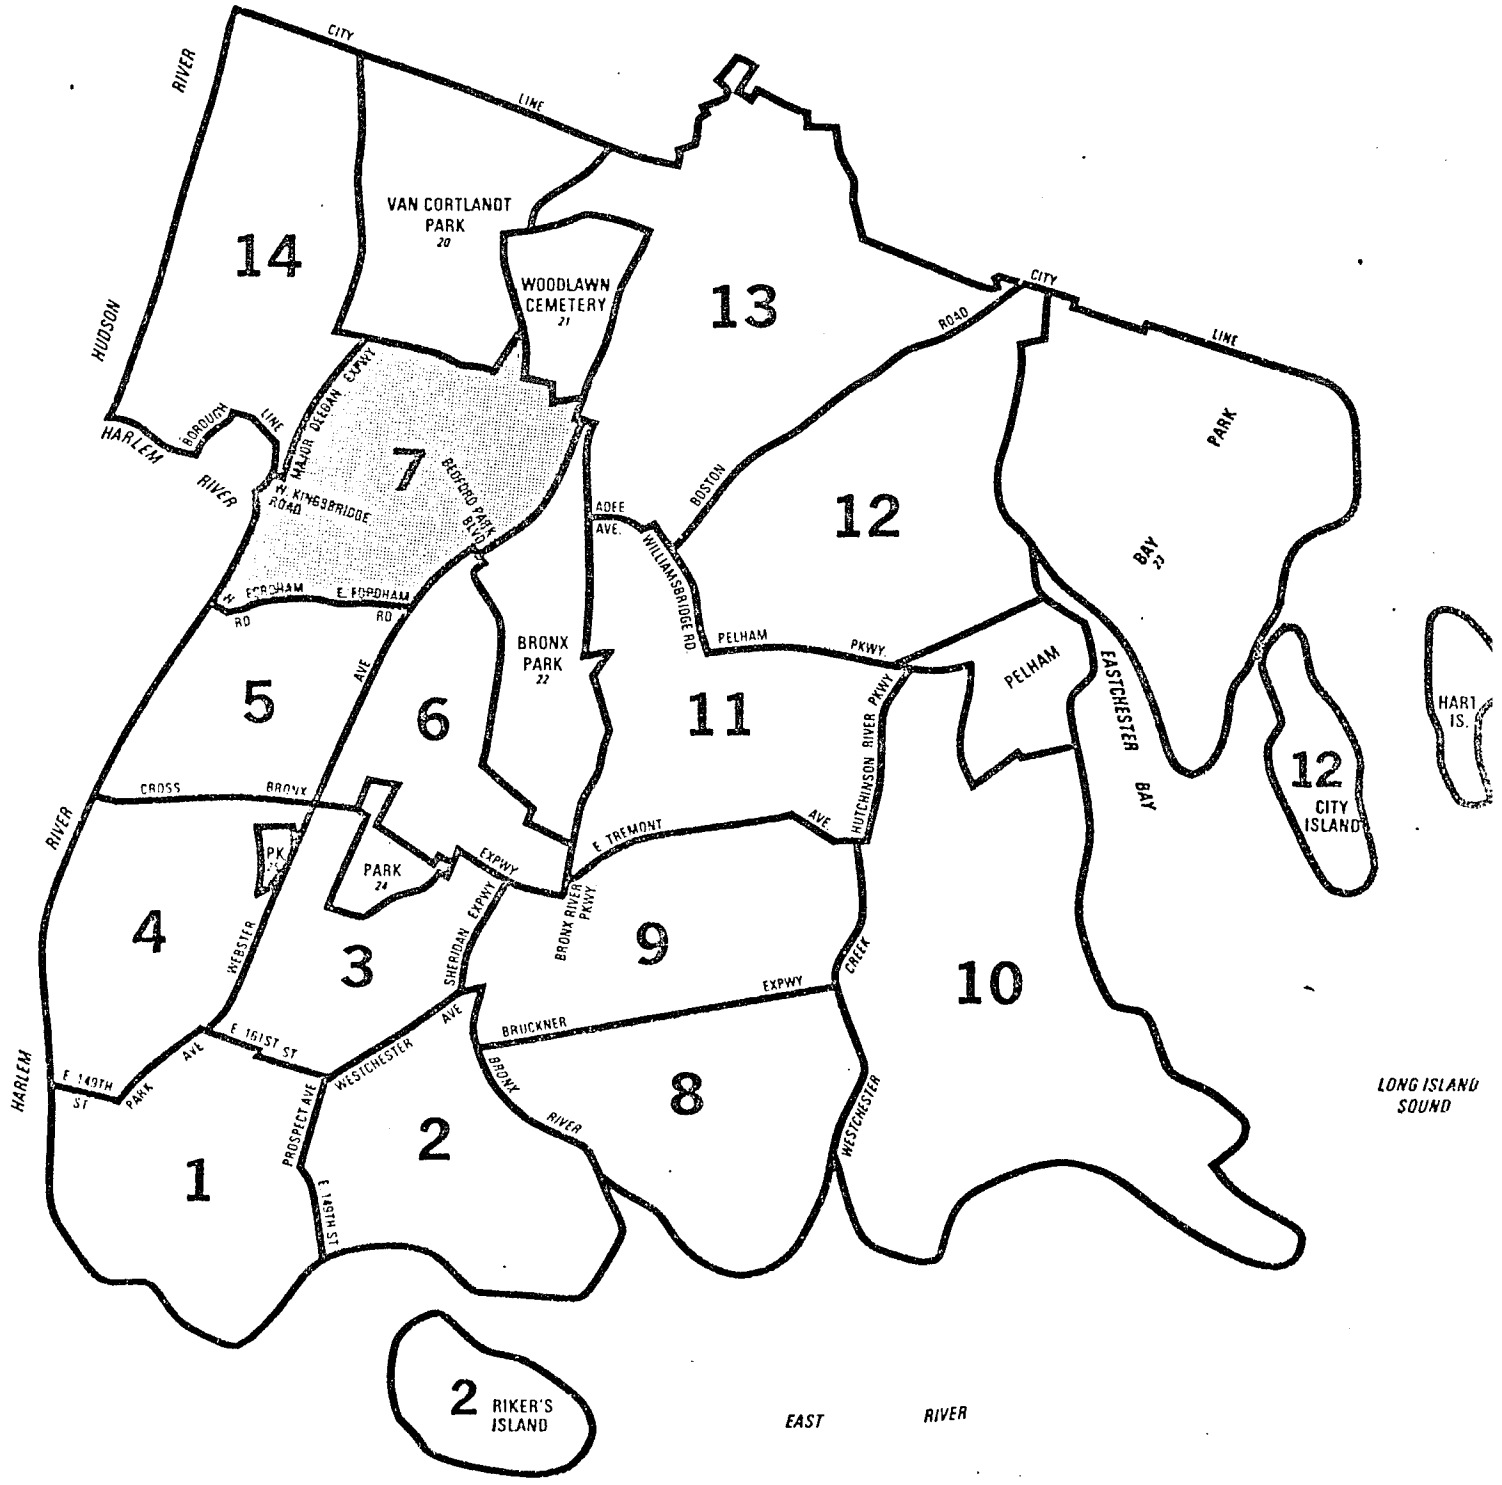 CITY
RIVER
LINE
VAN CORTLANDT
PARK
20
14
WOODLAWN
CEMETERY
21
13
CITY
ROAD
LINE
HUDSON
MAJOR DEEGAN EXPWY
BOROUGH
LINE
HARLEM
RIVER
7
BEDFORD PARK
BLVD.
W. KINGSBRIDGE
ROAD
PARK
BOSTON
ADEE
AVE.
12
BAY
23
WILLIAMSBRIDGE RD.
W. FORDHAM
RD
E. FORDHAM
RD
PELHAM
PKWY.
BRONX
PARK
22
PELHAM
EASTCHESTER
BAY
AVE
5
6
11
HUTCHINSON RIVER PKWY
HART
IS.
12
CITY
ISLAND
CROSS
BRONX
RIVER
E TREMONT
AVE.
PK
PARK
24
EXPWY
BRONX RIVER
PKWY.
4
WEBSTER
3
SHERIDAN EXPWY
9
CREEK
10
EXPWY
BRUCKNER
AVE
E 161ST ST
WESTCHESTER
AVE
HARLEM
E 149TH
ST
PARK
PROSPECT AVE
BRONX
RIVER
8
WESTCHESTER
LONG ISLAND
SOUND
1
2
E 149TH ST
2
RIKER'S
ISLAND
EAST
RIVER